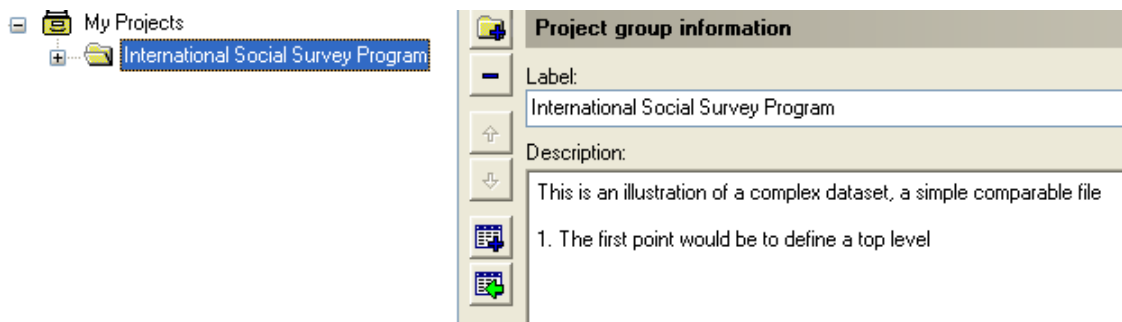 My Projects
International Social Survey Program
Project group information
Label:
International Social Survey Program
Description:
This is an illustration of a complex dataset, a simple comparable file
1. The first point would be to define a top level